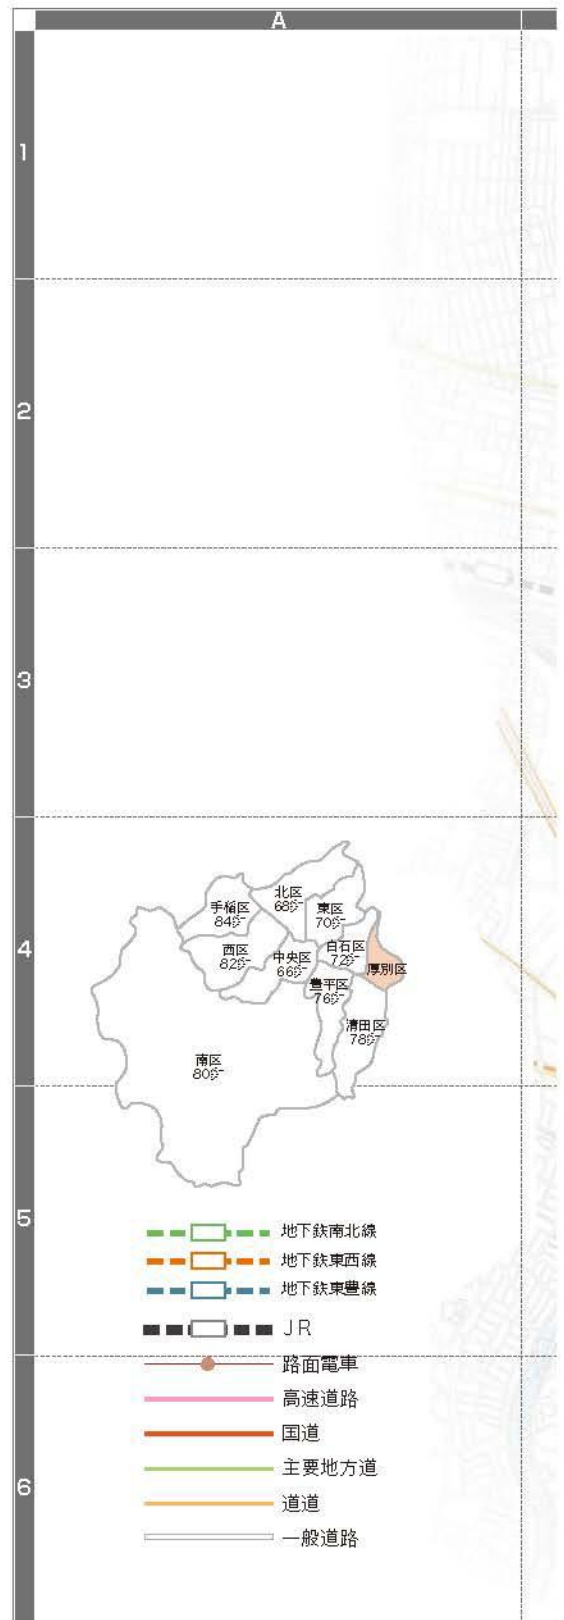 A
1
2
3
4
5
6
北区
68㌻
手稲区
84㌻
東区
70㌻
西区
82㌻
中央区
66㌻
白石区
72㌻
厚別区
豊平区
76㌻
清田区
78㌻
南区
80㌻
地下鉄南北線
地下鉄東西線
地下鉄東豊線
JR
路面電車
高速道路
国道
主要地方道
道道
一般道路